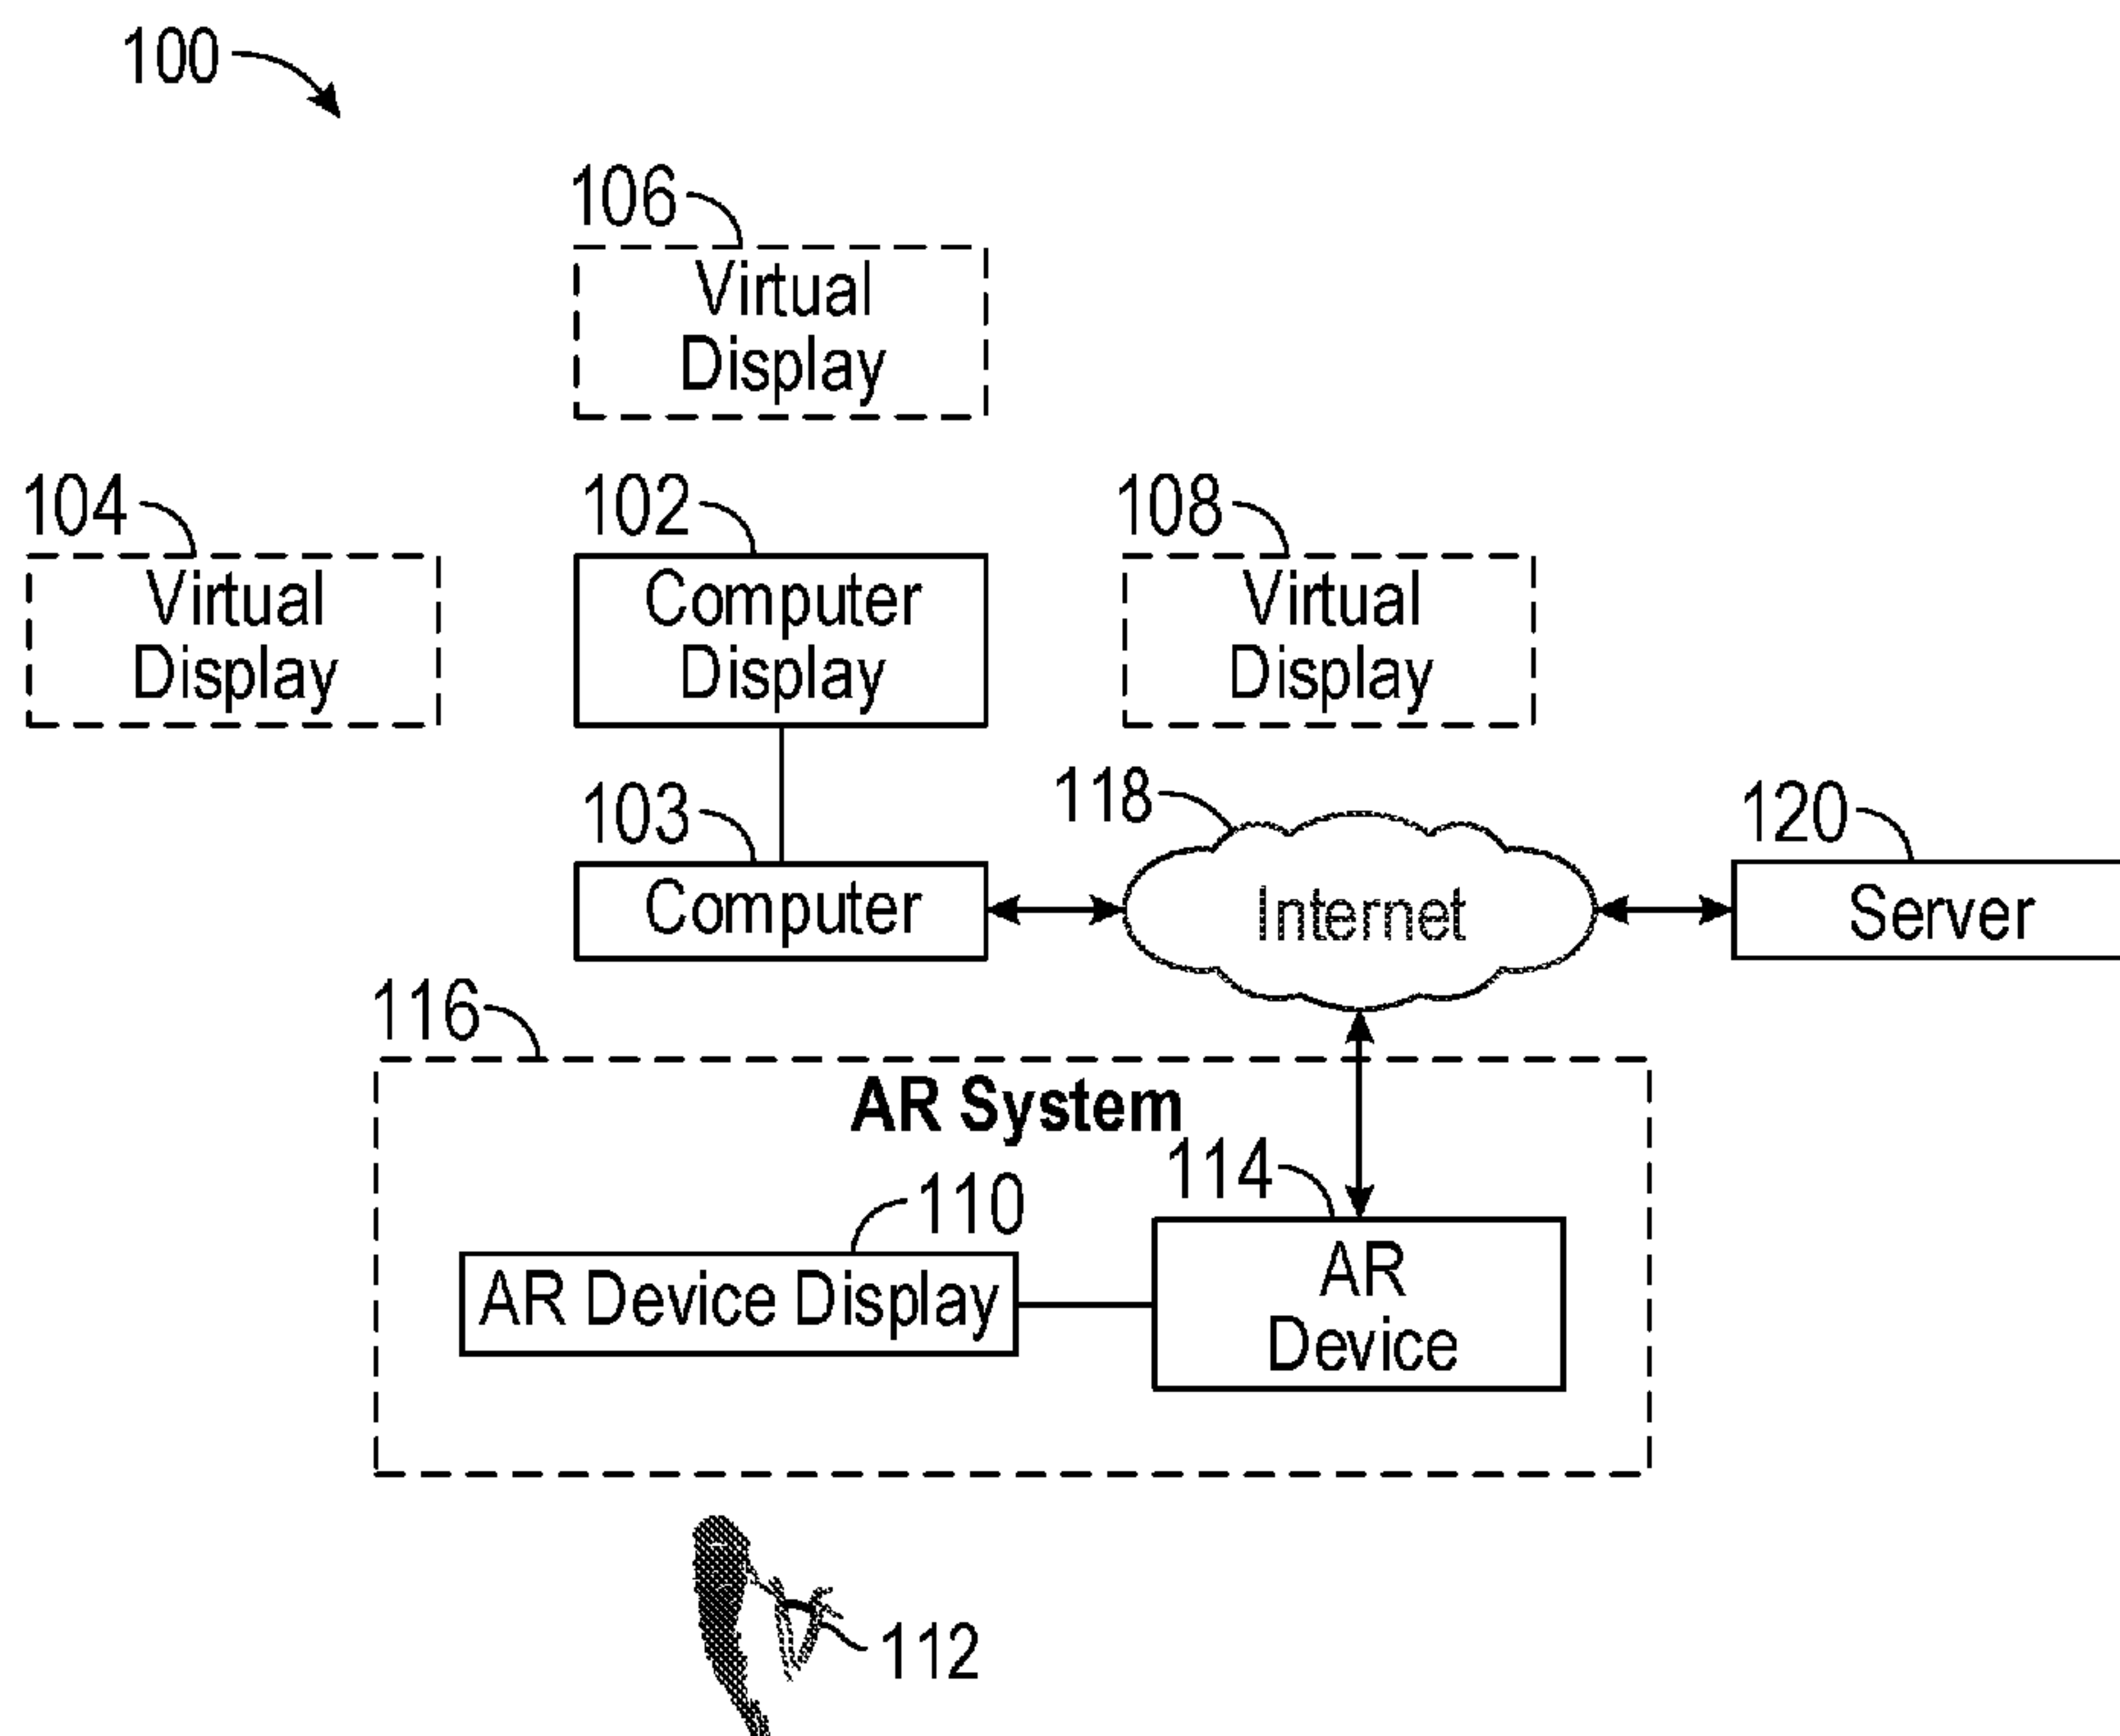 100
106
Virtual
Display
104
102
108
Virtual
Display
Computer
Display
Virtual
Display
103
118
120
Computer
Internet
Server
116
AR System
114
110
AR Device Display
AR
Device
112